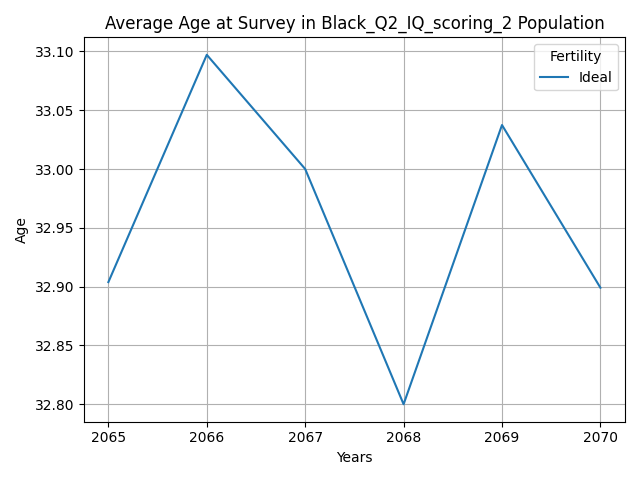 Average Age at Survey in Black_Q2_IQ_scoring_2 Population
Fertility
Ideal
33.10
33.05
33.00
32.95
32.90
32.85
32.80
Age
2065 2066 2067 2068 2069 2070
Years